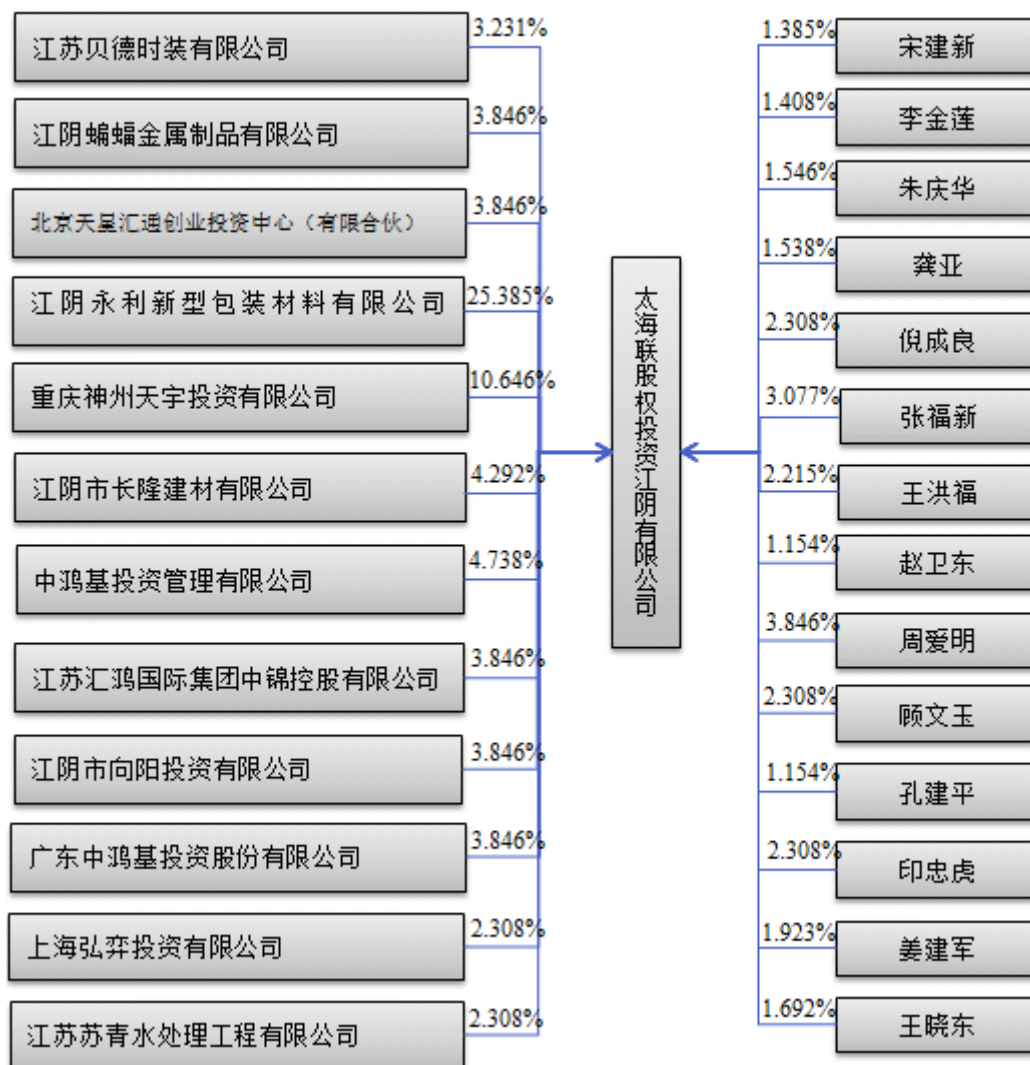 江苏贝德时装有限公司
3.231%
江阴蝙蝠金属制品有限公司
3.846%
北京天星汇通创业投资中心（有限合伙）
3.846%
江阴永利新型包装材料有限公司
25.385%
重庆神州天宇投资有限公司
10.646%
江阴市长隆建材有限公司
4.292%
中鸿基投资管理有限公司
4.738%
江苏汇鸿国际集团中锦控股有限公司
3.846%
江阴市向阳投资有限公司
3.846%
广东中鸿基投资股份有限公司
3.846%
上海弘弈投资有限公司
2.308%
江苏苏青水处理工程有限公司
2.308%
太海联股权投资江阴有限公司
1.385%
宋建新
1.408%
李金莲
1.546%
朱庆华
1.538%
龚亚
2.308%
倪成良
3.077%
张福新
2.215%
王洪福
1.154%
赵卫东
3.846%
周爱明
2.308%
顾文玉
1.154%
孔建平
2.308%
印忠虎
1.923%
姜建军
1.692%
王晓东